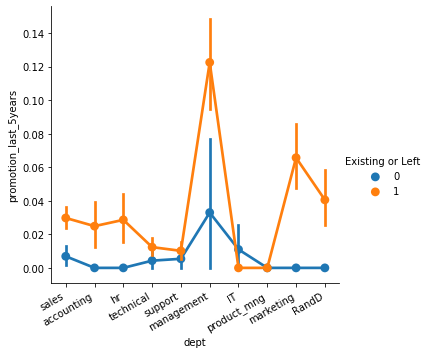 0.14
0.12
0.10
0.08
0.06
0.04
0.02
0.00
promotion_last_5years
sales
accounting
hr
technical
support
management
IT
product_mng
marketing
RandD
dept
Existing or Left
0
1